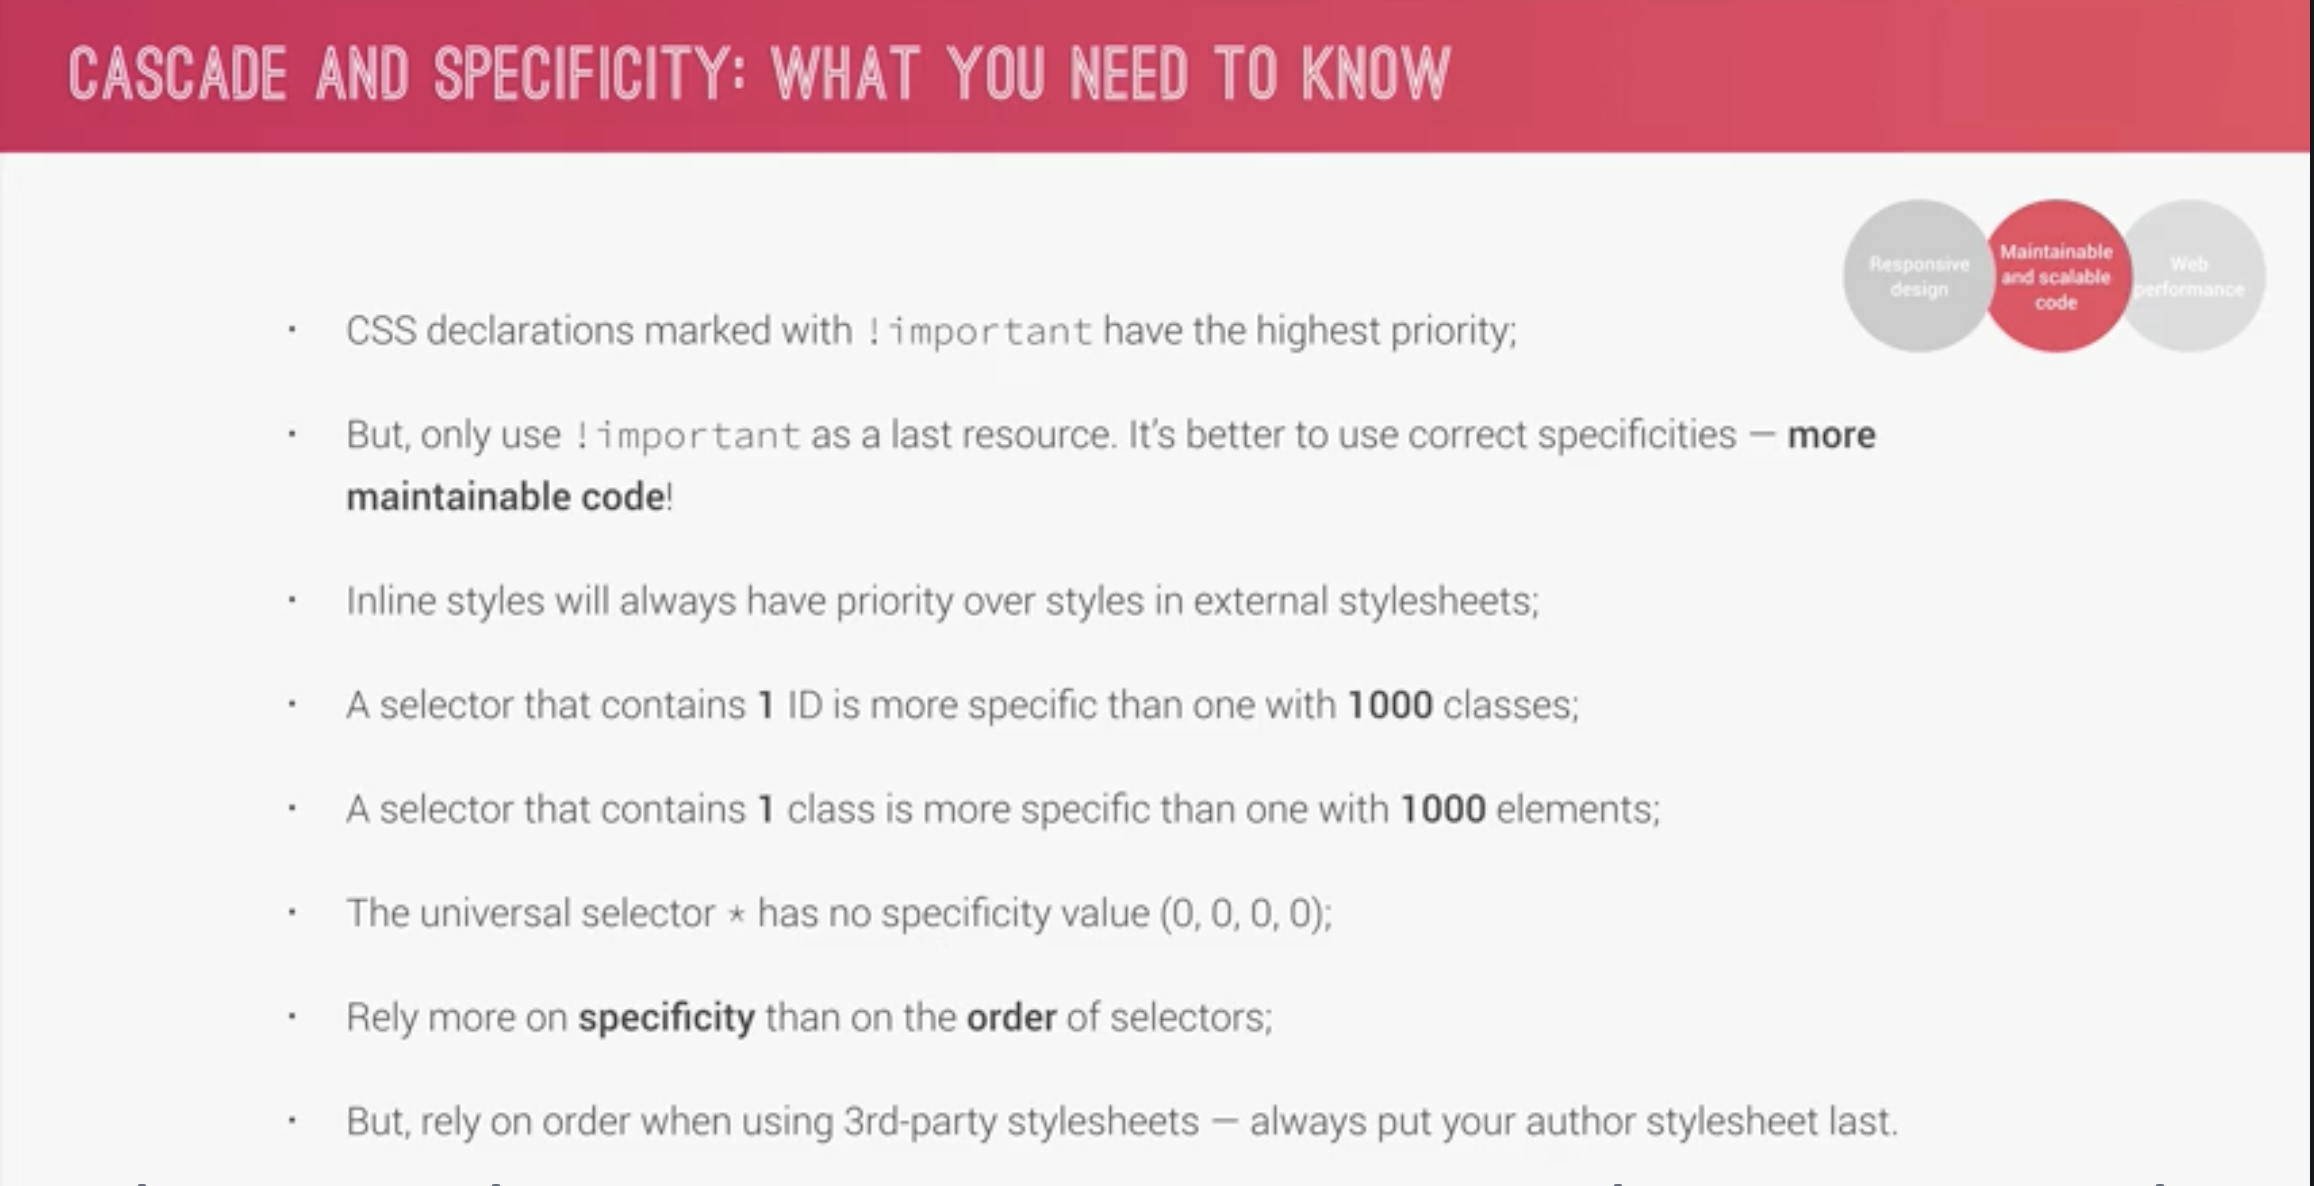 CASCADE AND SPECIFICITY: WHAT YOU NEED TO KNOW
Responsive design
Maintainable and scalable code
Web performance
· CSS declarations marked with !important have the highest priority;
· But, only use !important as a last resource. It's better to use correct specificities — more
maintainable code!
· Inline styles will always have priority over styles in external stylesheets;
· A selector that contains 1 ID is more specific than one with 1000 classes;
· A selector that contains 1 class is more specific than one with 1000 elements;
· The universal selector * has no specificity value (0, 0, 0, 0);
· Rely more on specificity than on the order of selectors;
· But, rely on order when using 3rd-party stylesheets — always put your author stylesheet last.